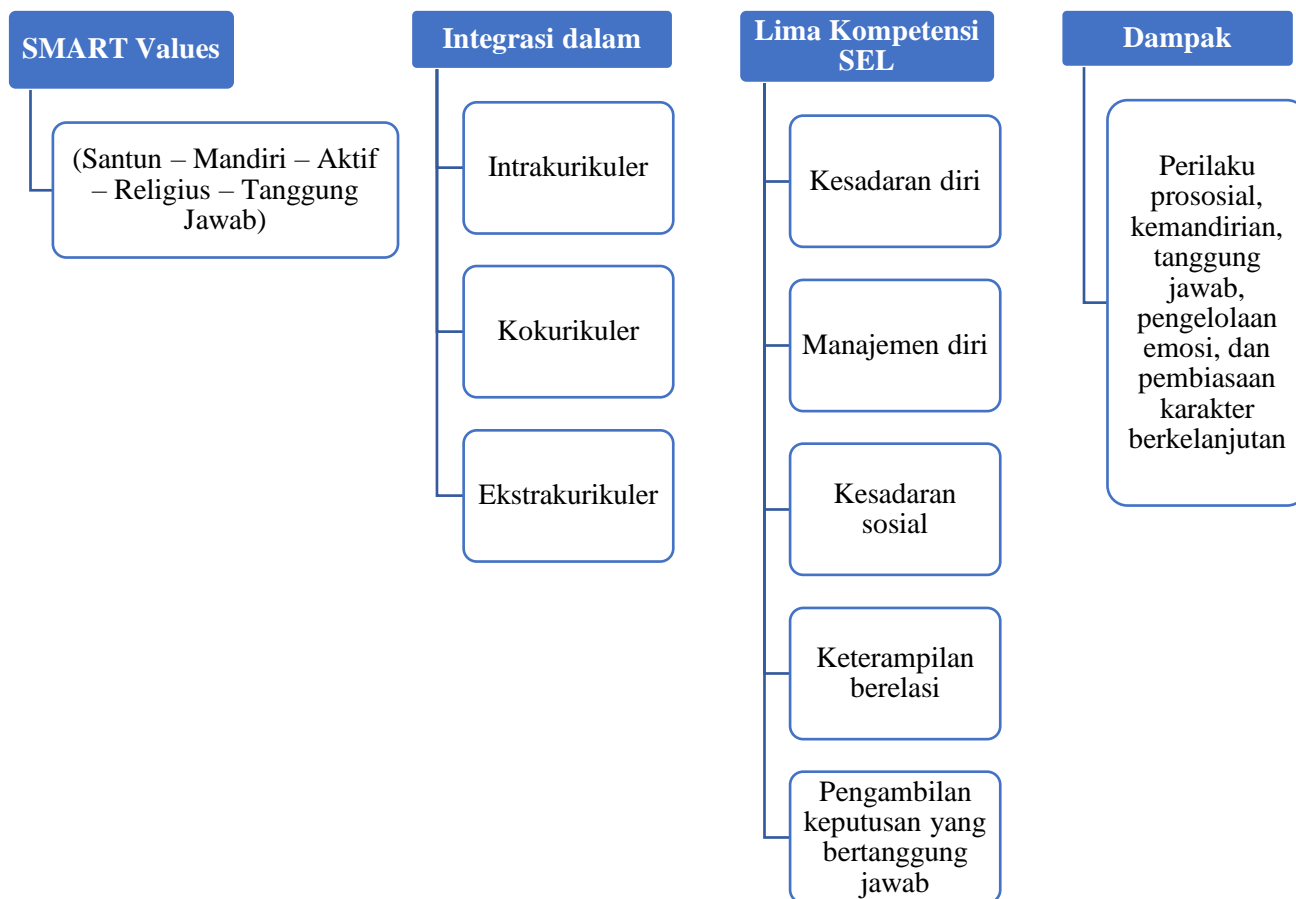 SMART Values
(Santun – Mandiri – Aktif
– Religius – Tanggung
Jawab)
Integrasi dalam
Intrakurikuler
Kokurikuler
Ekstrakurikuler
Lima Kompetensi
SEL
Kesadaran diri
Manajemen diri
Kesadaran
sosial
Keterampilan
berelasi
Pengambilan
keputusan yang
bertanggung
jawab
Dampak
Perilaku
prososial,
kemandirian,
tanggung
jawab,
pengelolaan
emosi, dan
pembiasaan
karakter
berkelanjutan